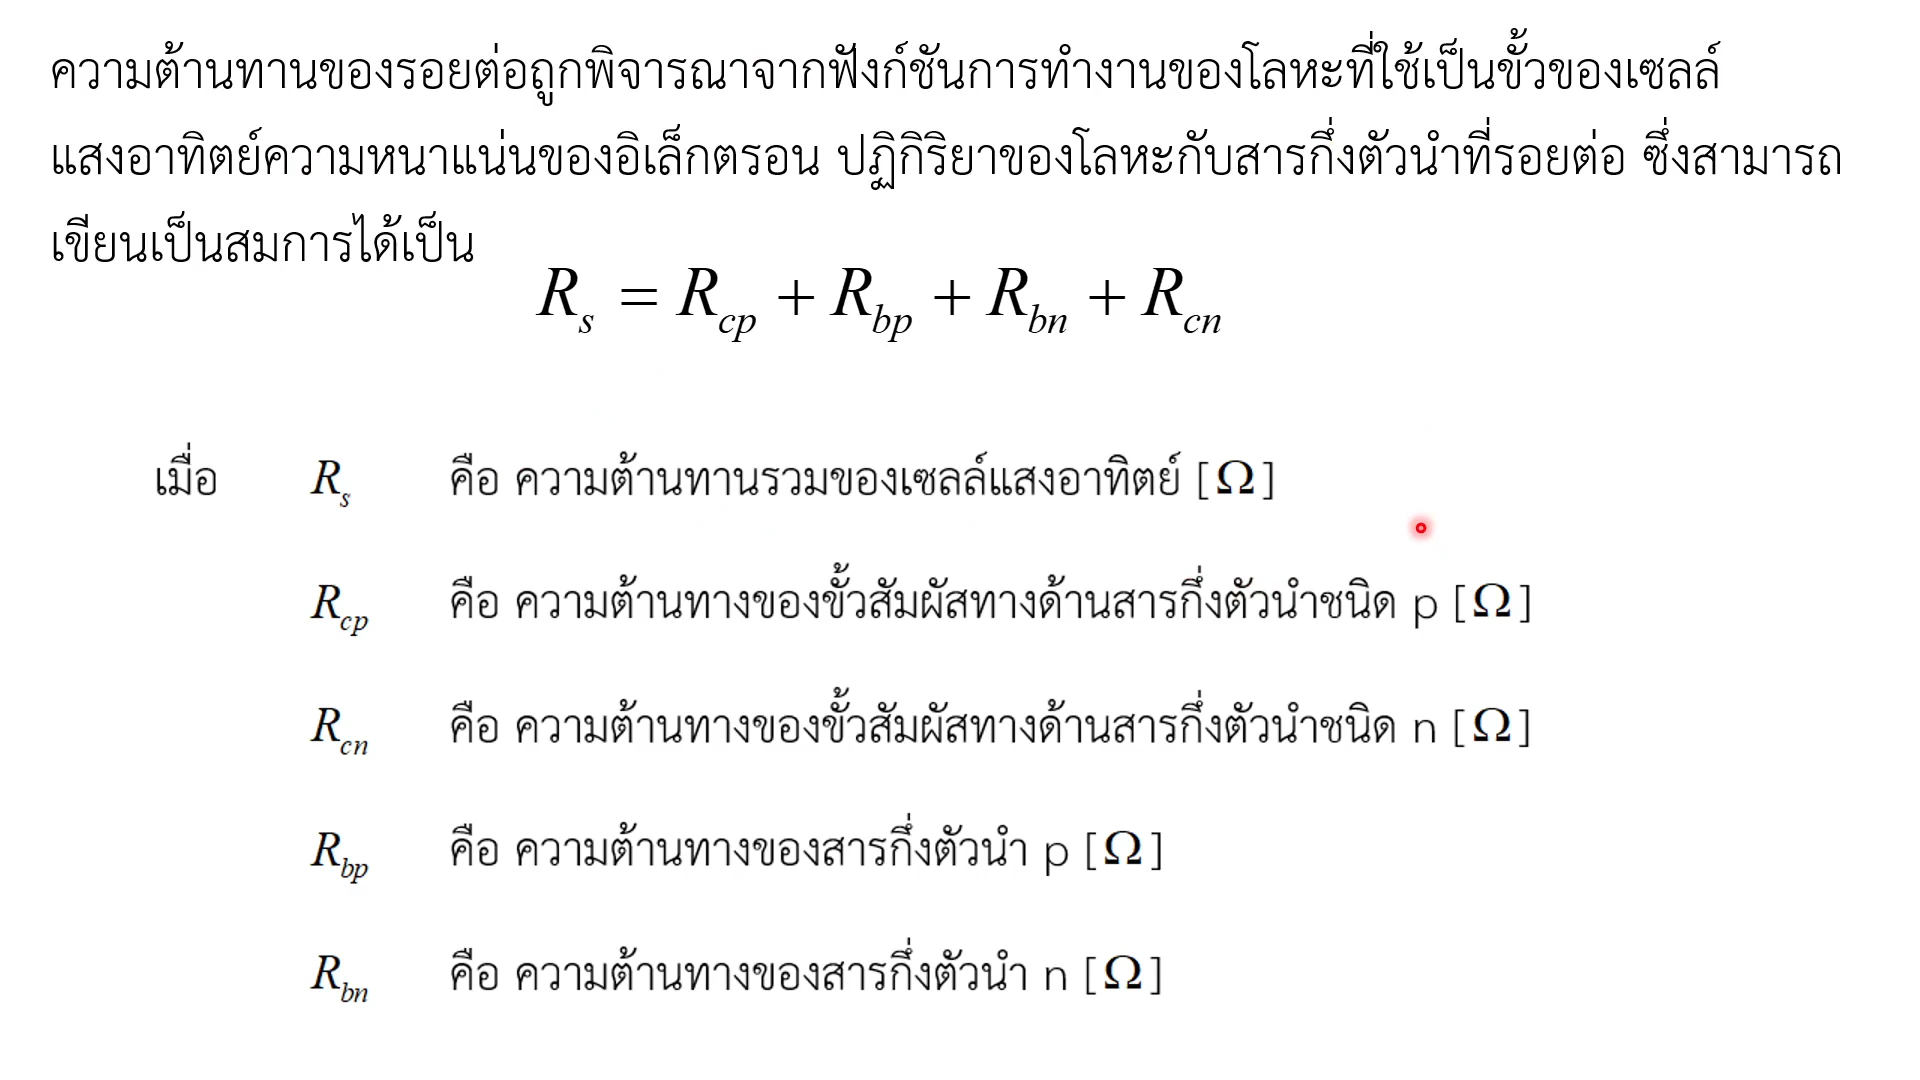 ความต้านทานของรอยต่อถูกพิจารณาจากฟังก์ชันการทำงานของโลหะที่ใช้เป็นขั้วของเซลล์
แสงอาทิตย์ความหนาแน่นของอิเล็กตรอน ปฏิกิริยาของโลหะกับสารกึ่งตัวนำที่รอยต่อ ซึ่งสามารถ
เขียนเป็นสมการได้เป็น
R_s = R_cp + R_bp + R_bn + R_cn
เมื่อ R_s คือ ความต้านทานรวมของเซลล์แสงอาทิตย์ [Ω]
R_cp คือ ความต้านทางของขั้วสัมผัสทางด้านสารกึ่งตัวนำชนิด p [Ω]
R_cn คือ ความต้านทางของขั้วสัมผัสทางด้านสารกึ่งตัวนำชนิด n [Ω]
R_bp คือ ความต้านทางของสารกึ่งตัวนำ p [Ω]
R_bn คือ ความต้านทางของสารกึ่งตัวนำ n [Ω]